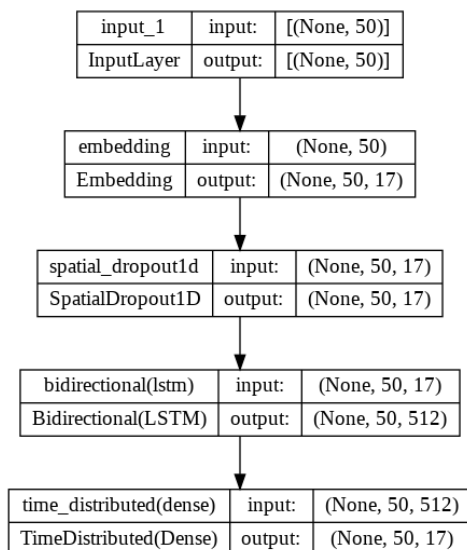 input_1 input: [(None, 50)]
InputLayer output: [(None, 50)]
embedding input: (None, 50)
Embedding output: (None, 50, 17)
spatial_dropout1d input: (None, 50, 17)
SpatialDropout1D output: (None, 50, 17)
bidirectional(lstm) input: (None, 50, 17)
Bidirectional(LSTM) output: (None, 50, 512)
time_distributed(dense) input: (None, 50, 512)
TimeDistributed(Dense) output: (None, 50, 17)